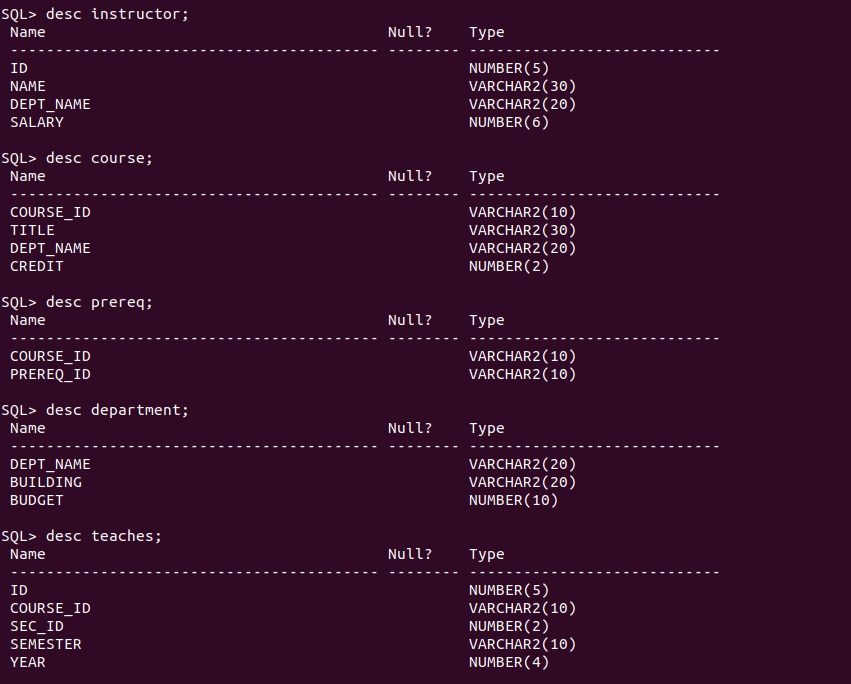 SQL> desc instructor;
 Name                                      Null?    Type
 ----------------------------------------- -------- ----------------------------
 ID                                                 NUMBER(5)
 NAME                                               VARCHAR2(30)
 DEPT_NAME                                          VARCHAR2(20)
 SALARY                                             NUMBER(6)

SQL> desc course;
 Name                                      Null?    Type
 ----------------------------------------- -------- ----------------------------
 COURSE_ID                                          VARCHAR2(10)
 TITLE                                              VARCHAR2(30)
 DEPT_NAME                                          VARCHAR2(20)
 CREDIT                                             NUMBER(2)

SQL> desc prereq;
 Name                                      Null?    Type
 ----------------------------------------- -------- ----------------------------
 COURSE_ID                                          VARCHAR2(10)
 PREREQ_ID                                          VARCHAR2(10)

SQL> desc department;
 Name                                      Null?    Type
 ----------------------------------------- -------- ----------------------------
 DEPT_NAME                                          VARCHAR2(20)
 BUILDING                                           VARCHAR2(20)
 BUDGET                                             NUMBER(10)

SQL> desc teaches;
 Name                                      Null?    Type
 ----------------------------------------- -------- ----------------------------
 ID                                                 NUMBER(5)
 COURSE_ID                                          VARCHAR2(10)
 SEC_ID                                             NUMBER(2)
 SEMESTER                                           VARCHAR2(10)
 YEAR                                               NUMBER(4)